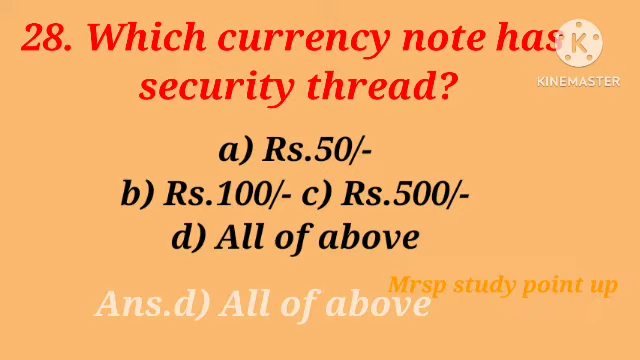 28. Which currency note has
KINEMASTER
security thread?
a) Rs.50/-
b) Rs.100/- c) Rs.500/-
d) All of above
Mrsp study point up
Ans.d) All of above